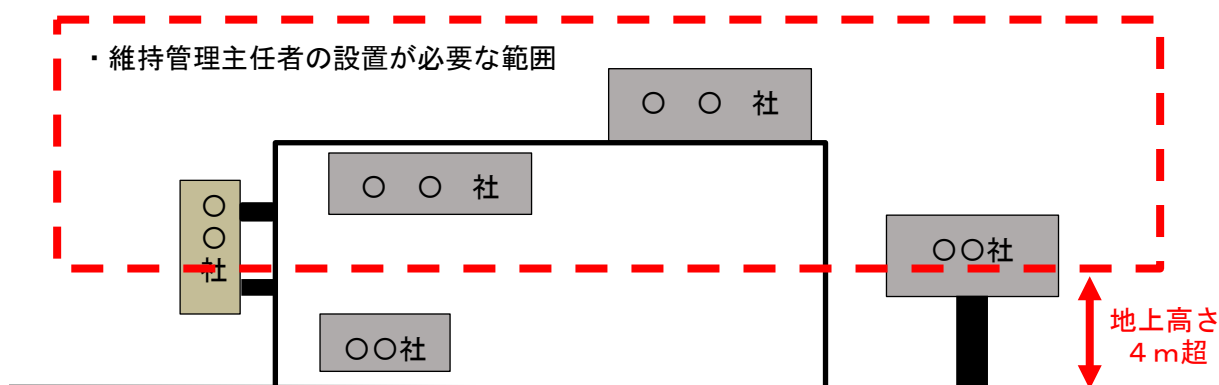 ・維持管理主任者の設置が必要な範囲
○ ○ 社
○ ○ 社
○○社
○○社
○○社
地上高さ
４ｍ超